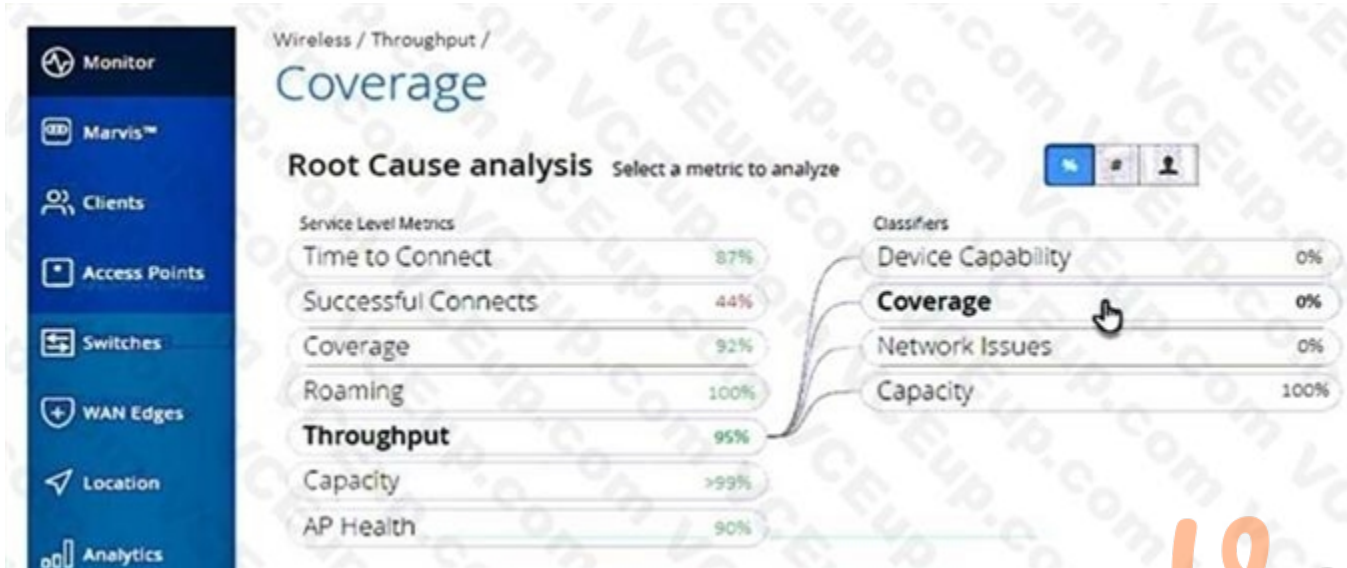 Monitor
Marvis™
Clients
Access Points
Switches
WAN Edges
Location
Analytics
Wireless / Throughput /
Coverage
Root Cause analysis Select a metric to analyze
% # 
Service Level Metrics
Time to Connect 87%
Successful Connects 44%
Coverage 92%
Roaming 100%
Throughput 95%
Capacity >99%
AP Health 90%
Classifiers
Device Capability 0%
Coverage 0%
Network Issues 0%
Capacity 100%
VCEup.com